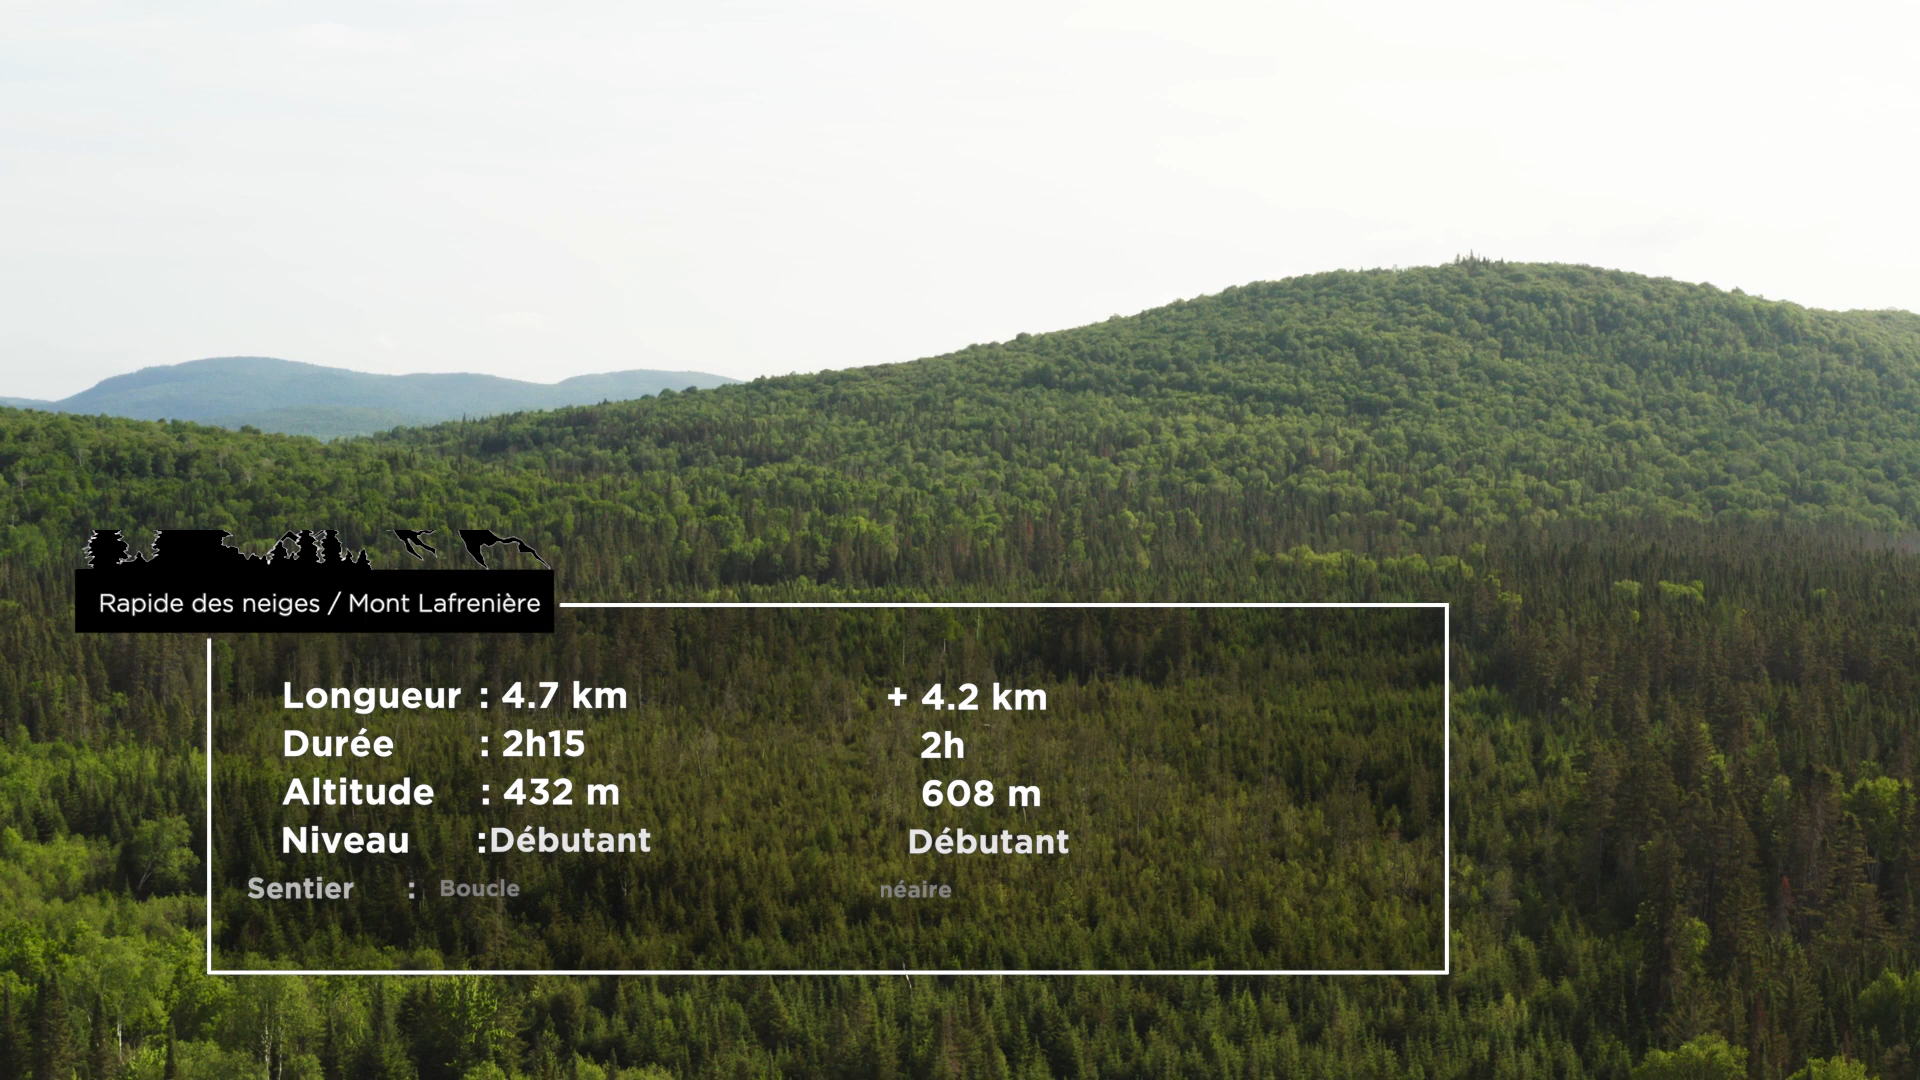 Rapide des neiges / Mont Lafrenière
Longueur : 4.7 km + 4.2 km
Durée : 2h15 2h
Altitude : 432 m 608 m
Niveau :Débutant Débutant
Sentier : Boucle néaire